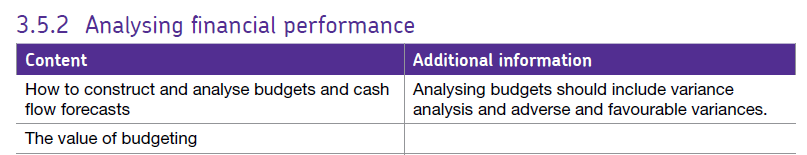 3.5.2 Analysing financial performance
Content
Additional information
How to construct and analyse budgets and cash
flow forecasts
Analysing budgets should include variance
analysis and adverse and favourable variances.
The value of budgeting